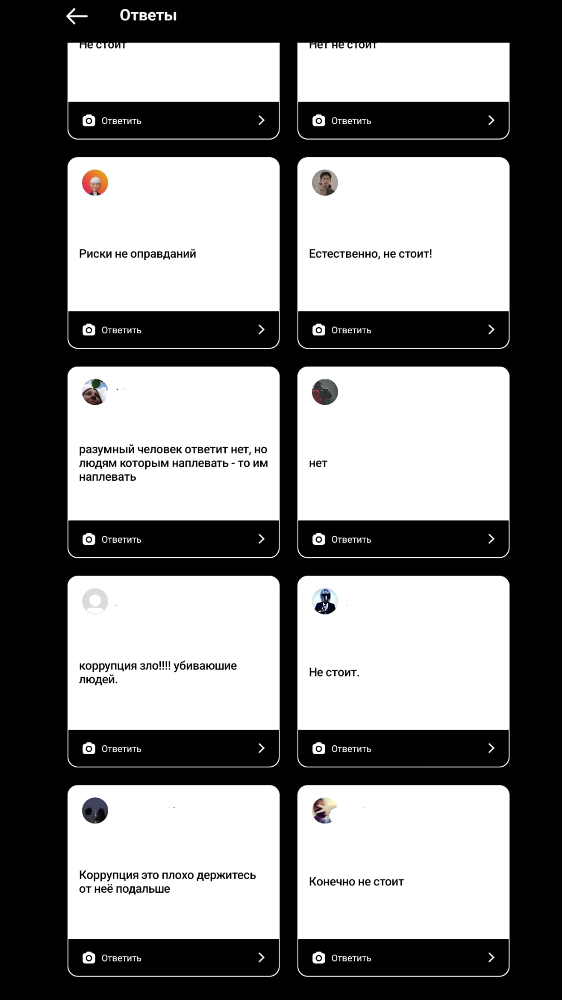 Ответы
Не стоит
Нет не стоит
Ответить
Ответить
Риски не оправданий
Естественно, не стоит!
Ответить
Ответить
разумный человек ответит нет, но
людям которым наплевать - то им
наплевать
нет
Ответить
Ответить
коррупция зло!!!! убиваюшие
людей.
Не стоит.
Ответить
Ответить
Коррупция это плохо держитесь
от неё подальше
Конечно не стоит
Ответить
Ответить